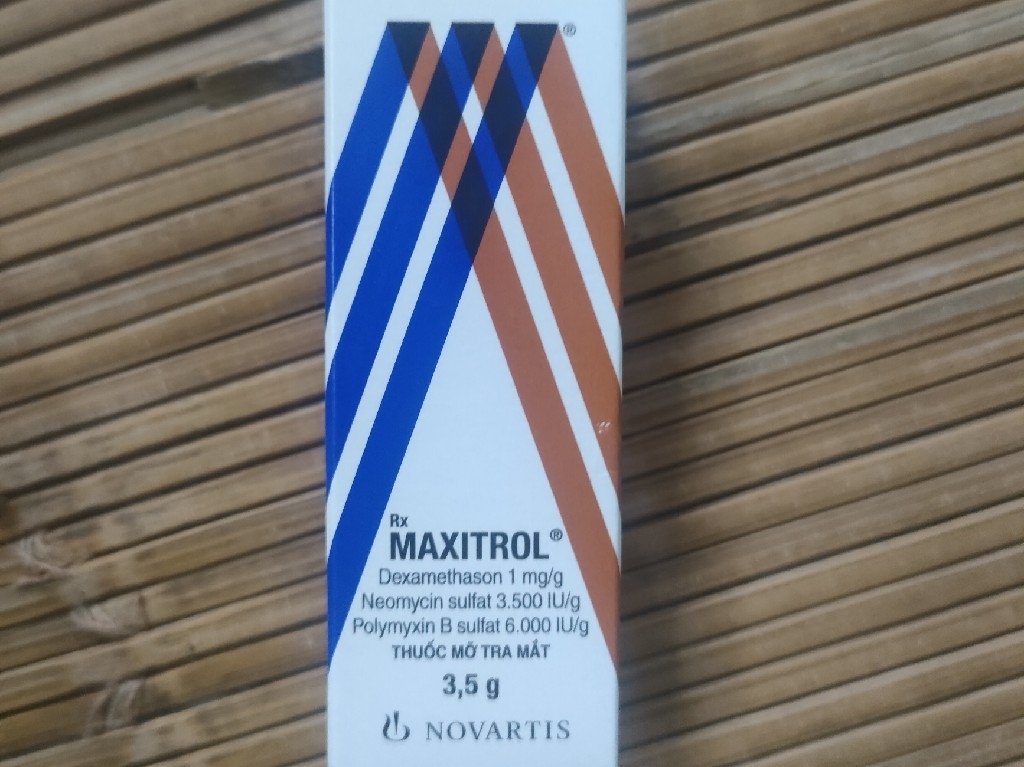 ®
Rx
MAXITROL®
Dexamethason 1 mg/g
Neomycin sulfat 3.500 IU/g
Polymyxin B sulfat 6.000 IU/g
THUỐC MỠ TRA MẮT
3,5 g
NOVARTIS